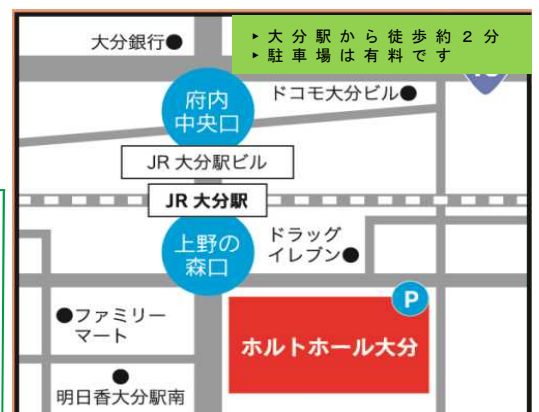 ▸大分駅から徒歩約２分
▸駐車場は有料です
大分銀行●
府内
中央口
ドコモ大分ビル●
JR 大分駅ビル
JR 大分駅
上野の
森口
ドラッグ
イレブン●
P
●ファミリー
マート
ホルトホール大分
●
明日香大分駅南